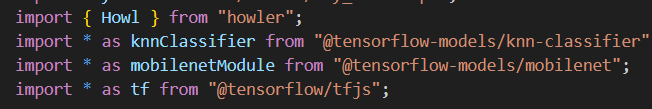 import { Howl } from "howler";
import * as knnClassifier from "@tensorflow-models/knn-classifier"
import * as mobilenetModule from "@tensorflow-models/mobilenet";
import * as tf from "@tensorflow/tfjs";